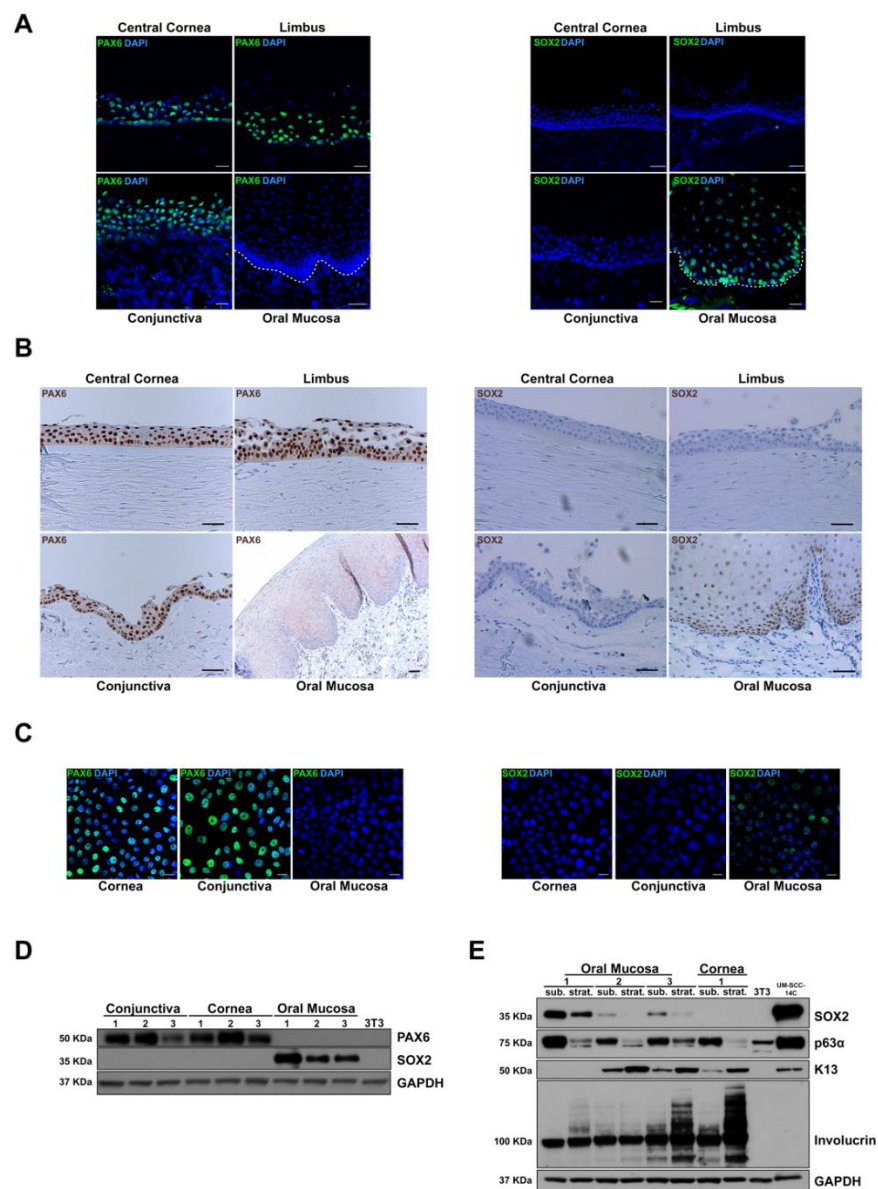 A
Central Cornea Limbus
PAX6 DAPI PAX6 DAPI
PAX6 DAPI PAX6 DAPI
Conjunctiva Oral Mucosa
Central Cornea Limbus
SOX2 DAPI SOX2 DAPI
SOX2 DAPI SOX2 DAPI
Conjunctiva Oral Mucosa
B
Central Cornea Limbus
PAX6 PAX6
PAX6 PAX6
Conjunctiva Oral Mucosa
Central Cornea Limbus
SOX2 SOX2
SOX2 SOX2
Conjunctiva Oral Mucosa
C
PAX6 DAPI PAX6 DAPI PAX6 DAPI
Cornea Conjunctiva Oral Mucosa
SOX2 DAPI SOX2 DAPI SOX2 DAPI
Cornea Conjunctiva Oral Mucosa
D
Conjunctiva Cornea Oral Mucosa
1 2 3 1 2 3 1 2 3 3T3
50 KDa PAX6
35 KDa SOX2
37 KDa GAPDH
E
Oral Mucosa Cornea
1 2 3 1
sub. strat. sub. strat. sub. strat. sub. strat. 3T3 UM-SCC-
14C
35 KDa SOX2
75 KDa p63α
50 KDa K13
100 KDa Involucrin
37 KDa GAPDH